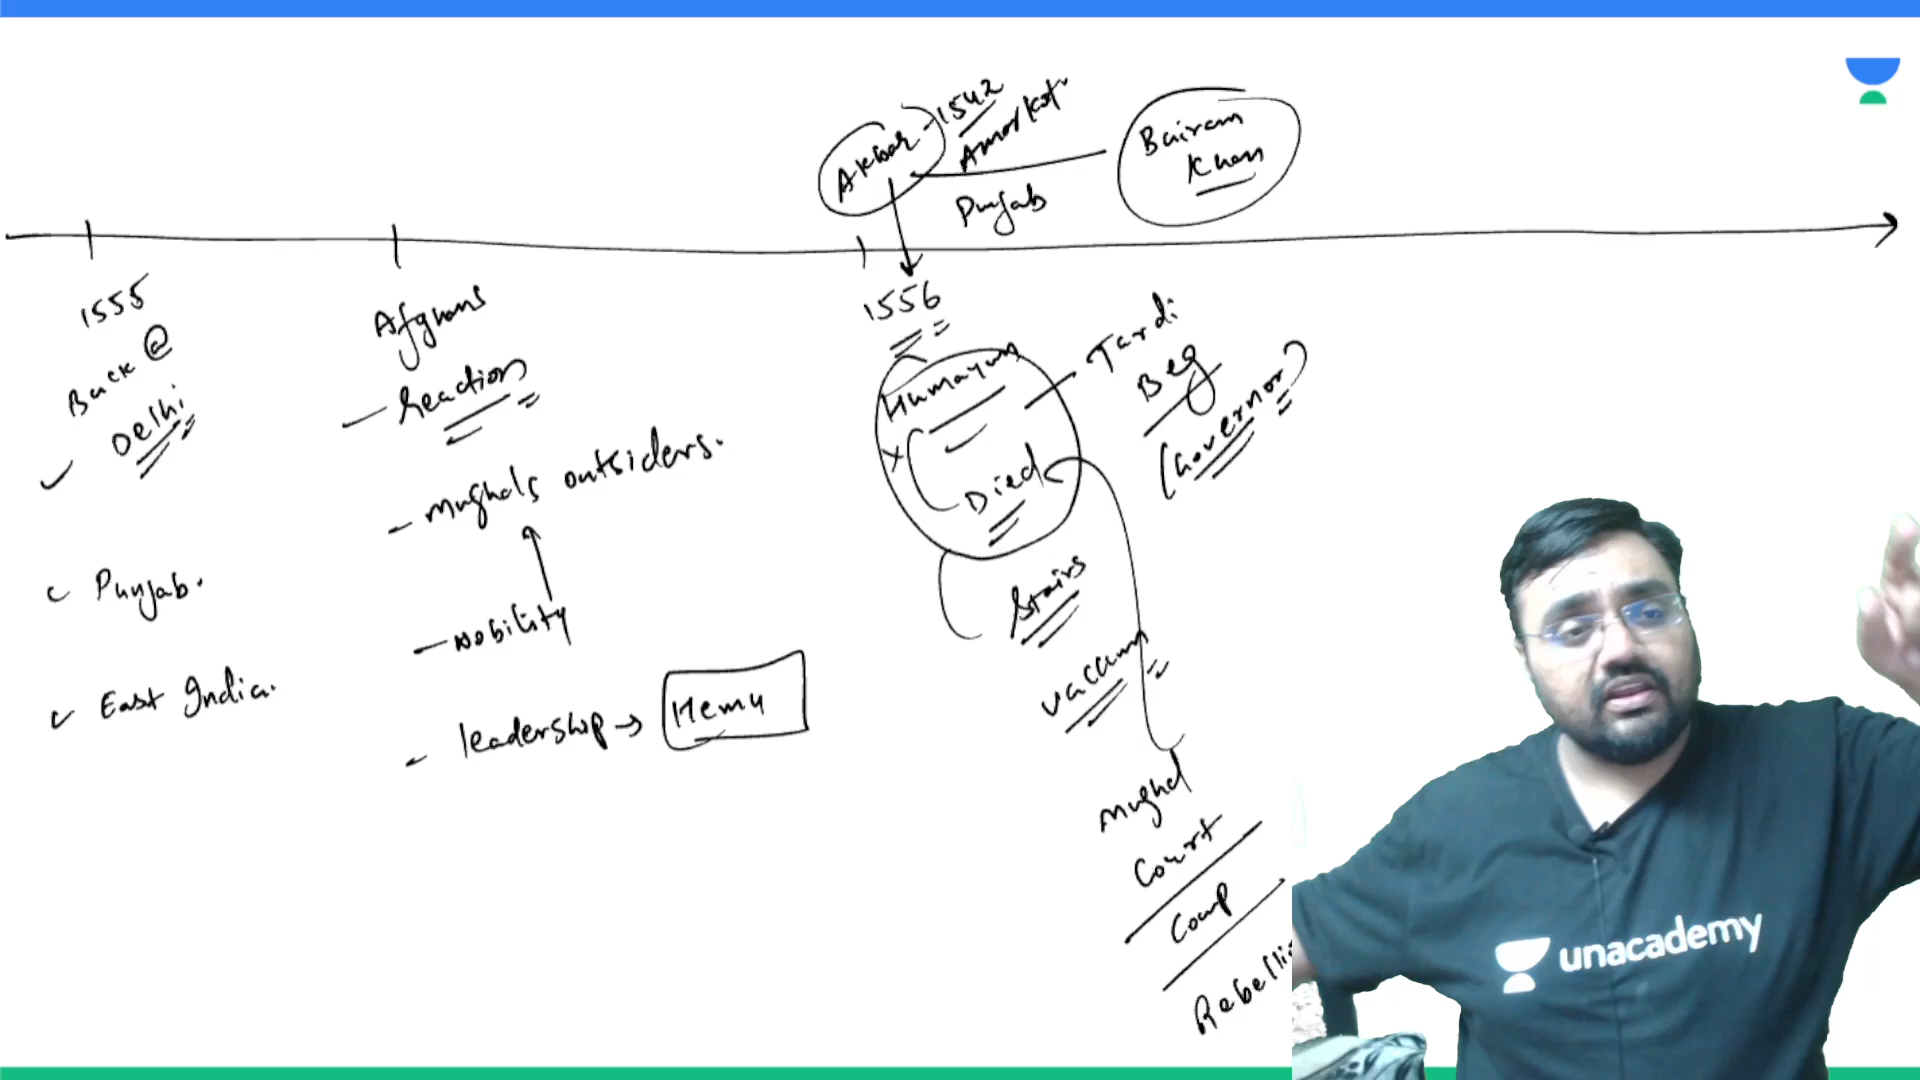 Akbar - 1542
Amarkot
Punjab
Bairam
Khan
1555
Back @
Delhi
Punjab.
East India.
Afghans
- reaction
- mughals outsiders.
- nobility
- leadership → Hemu
1556
Humayun
Died
Tardi
Beg
(Governor)
Stairs
vaccum
mughal
Court
Camp
Rebelli
unacademy